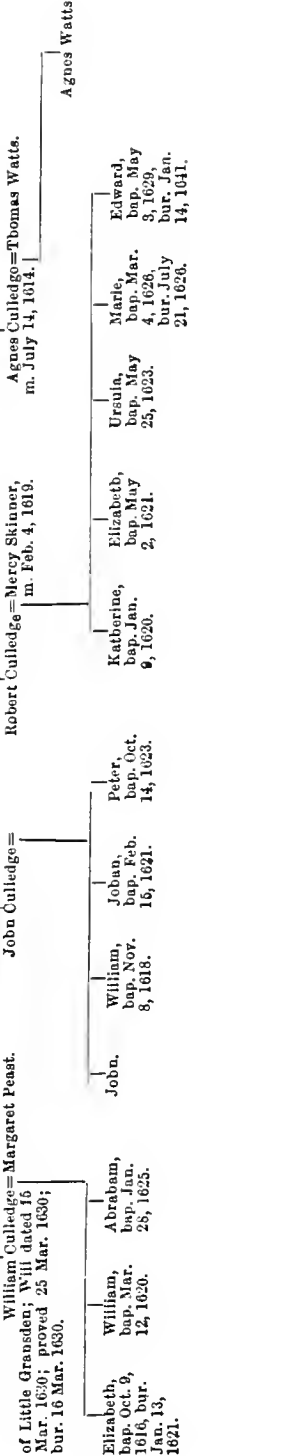 William Culledge=Margaret Peast.
of Little Gransden; Will dated 15
Mar. 1630; proved 25 Mar. 1630;
bur. 16 Mar. 1630.
John Culledge=
Robert Culledge=Mercy Skinner,
m. Feb. 4, 1619.
Agnes Culledge=Thomas Watts.
m. July 14, 1614.
Elizabeth,
bap. Oct. 9,
1616, bur.
Jan. 13,
1621.
William,
bap. Mar.
12, 1620.
Abraham,
bap. Jan.
28, 1625.
John.
William,
bap. Nov.
8, 1618.
Johan,
bap. Feb.
15, 1621.
Peter,
bap. Oct.
14, 1623.
Katherine,
bap. Jan.
9, 1620.
Elizabeth,
bap. May
2, 1621.
Ursula,
bap. May
25, 1623.
Marie,
bap. Mar.
4, 1626,
bur. July
21, 1626.
Edward,
bap. May
3, 1629,
bur. Jan.
14, 1641.
Agnes Watts